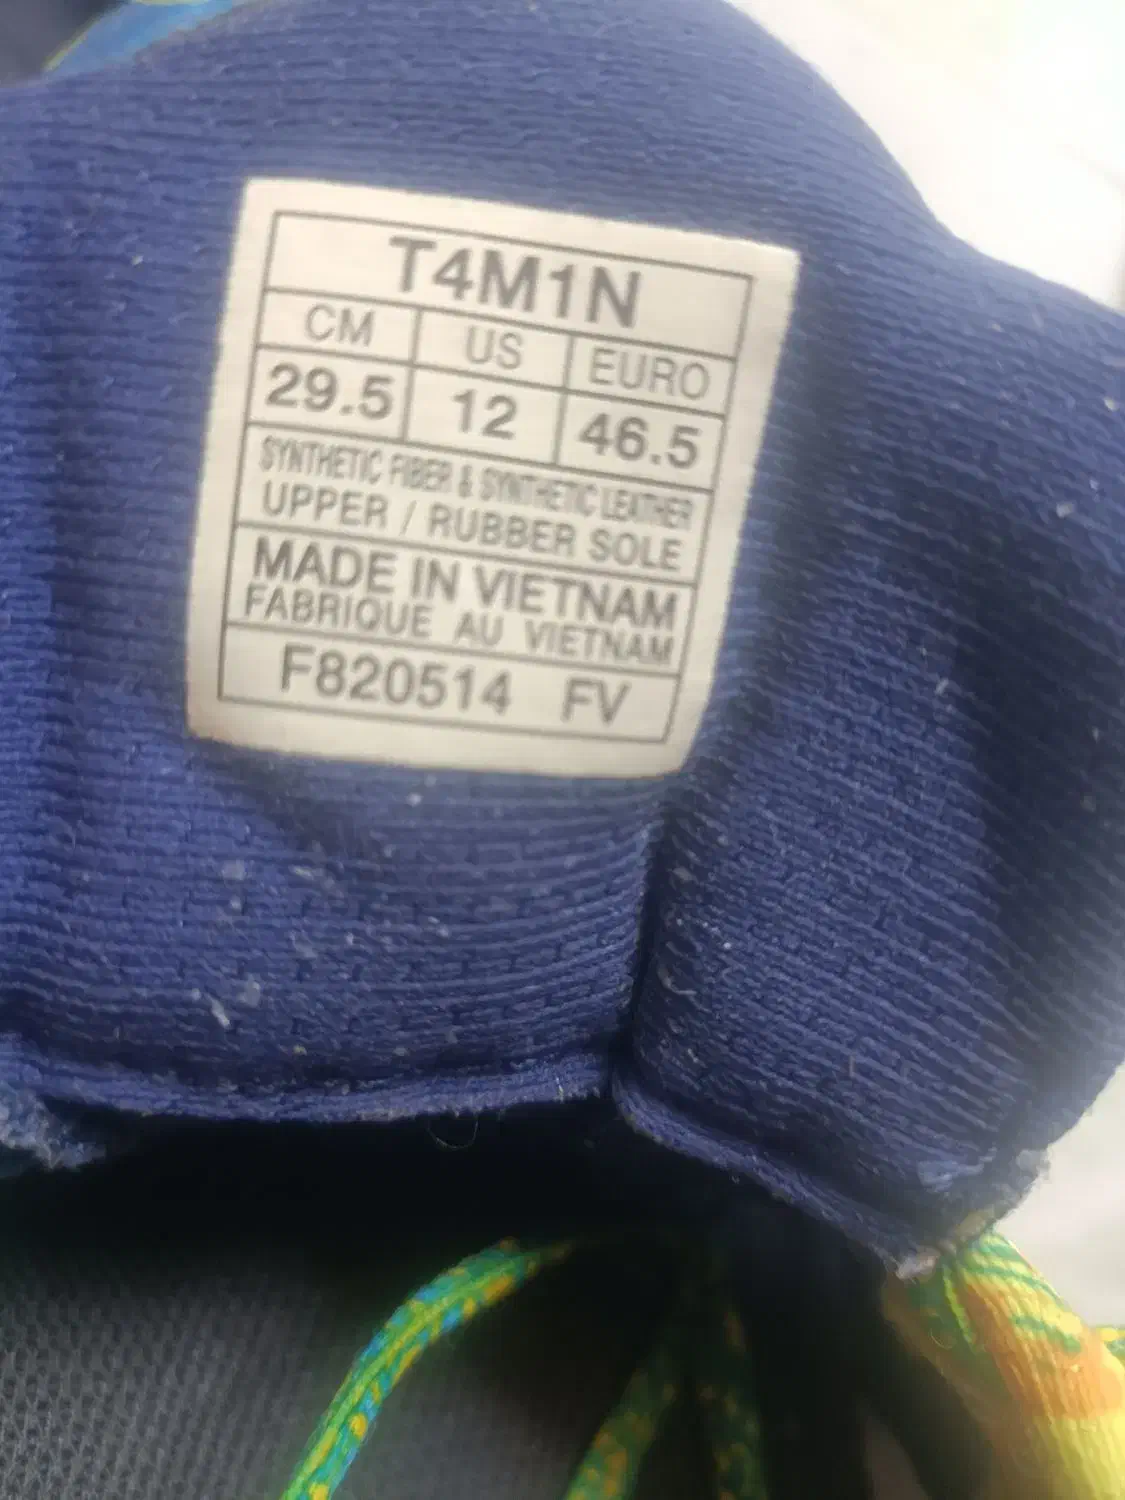 T4M1N
CM US EURO
29.5 12 46.5
SYNTHETIC FIBER & SYNTHETIC LEATHER
UPPER / RUBBER SOLE
MADE IN VIETNAM
FABRIQUE AU VIETNAM
F820514 FV